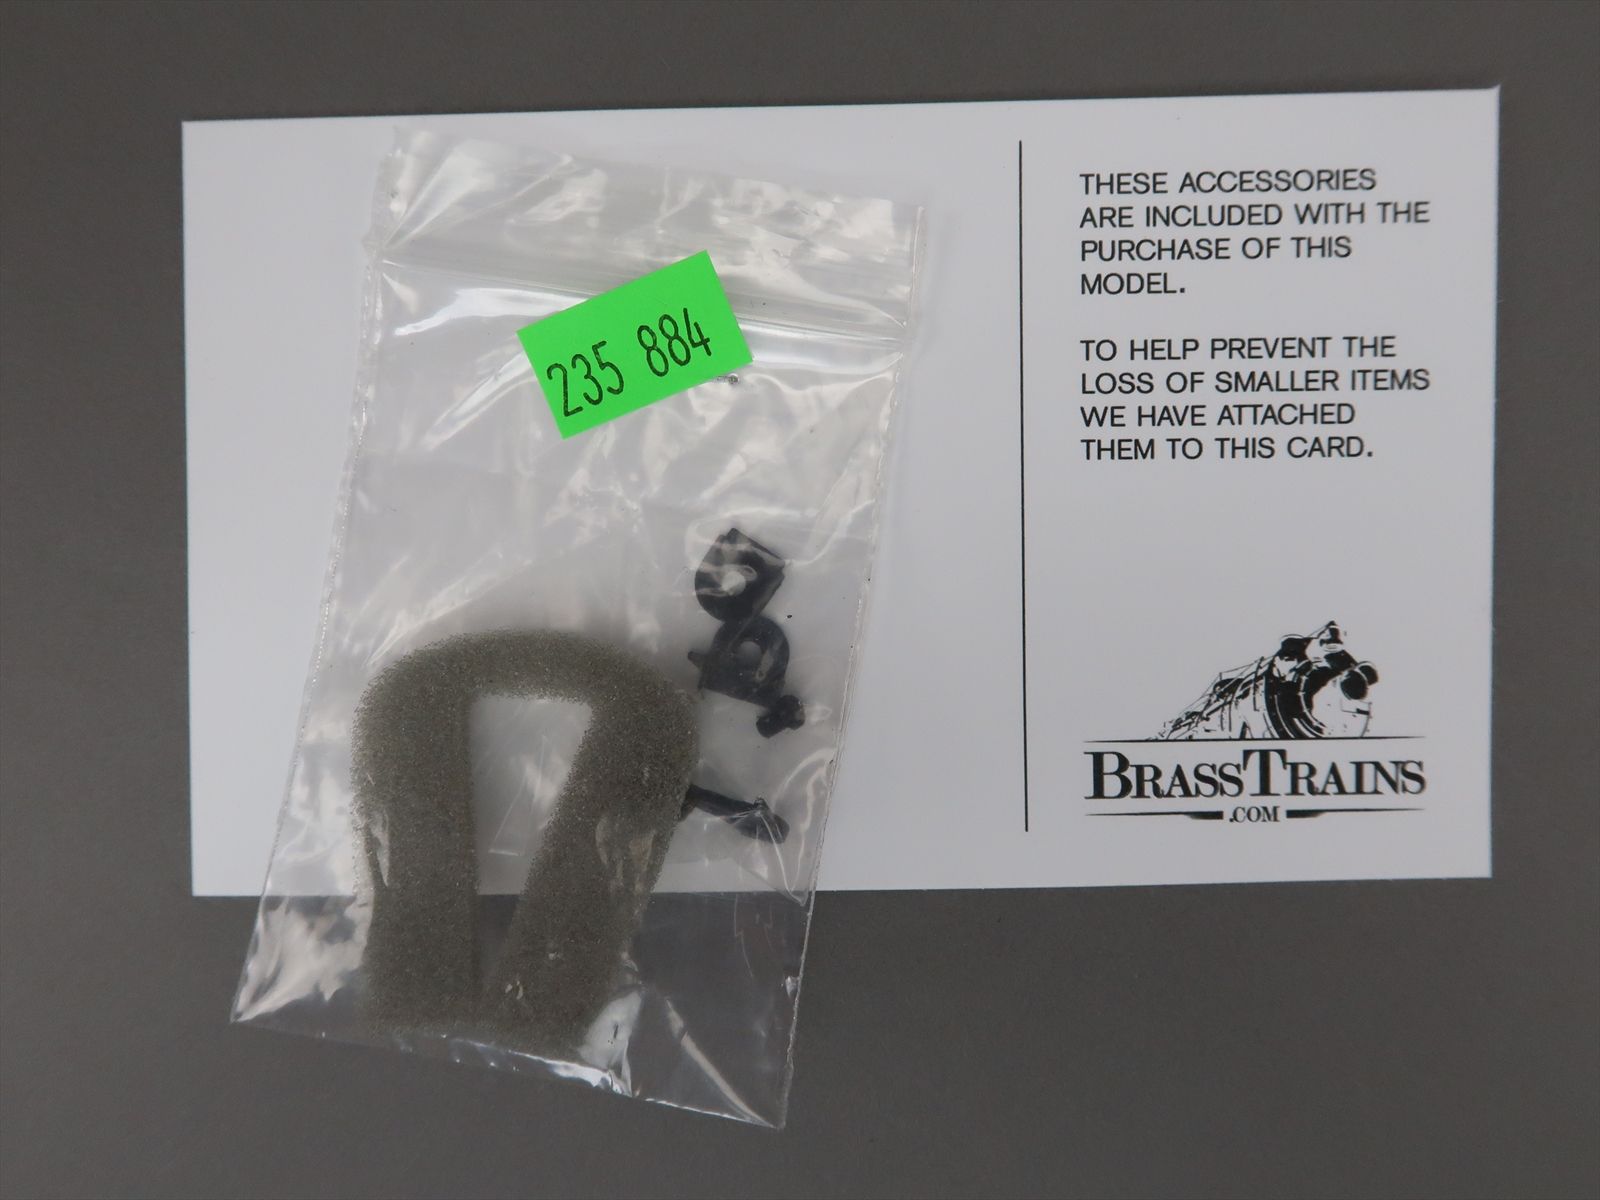 235 884
THESE ACCESSORIES
ARE INCLUDED WITH THE
PURCHASE OF THIS
MODEL.
TO HELP PREVENT THE
LOSS OF SMALLER ITEMS
WE HAVE ATTACHED
THEM TO THIS CARD.
BRASSTRAINS
.COM